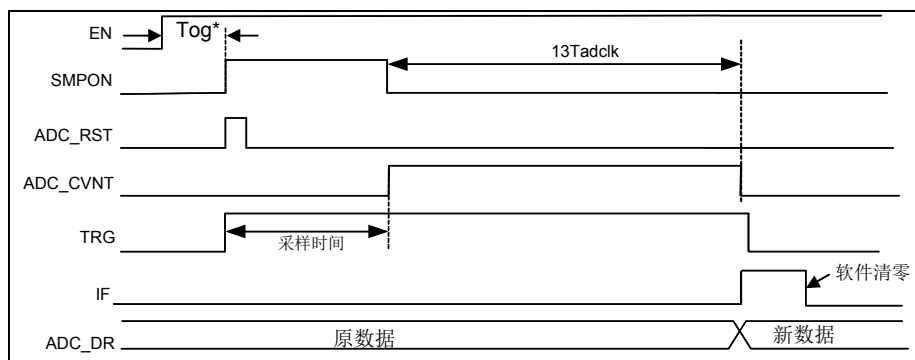 EN
Tog*
13Tadclk
SMPON
ADC_RST
ADC_CVNT
TRG
采样时间
软件清零
IF
ADC_DR
原数据
新数据